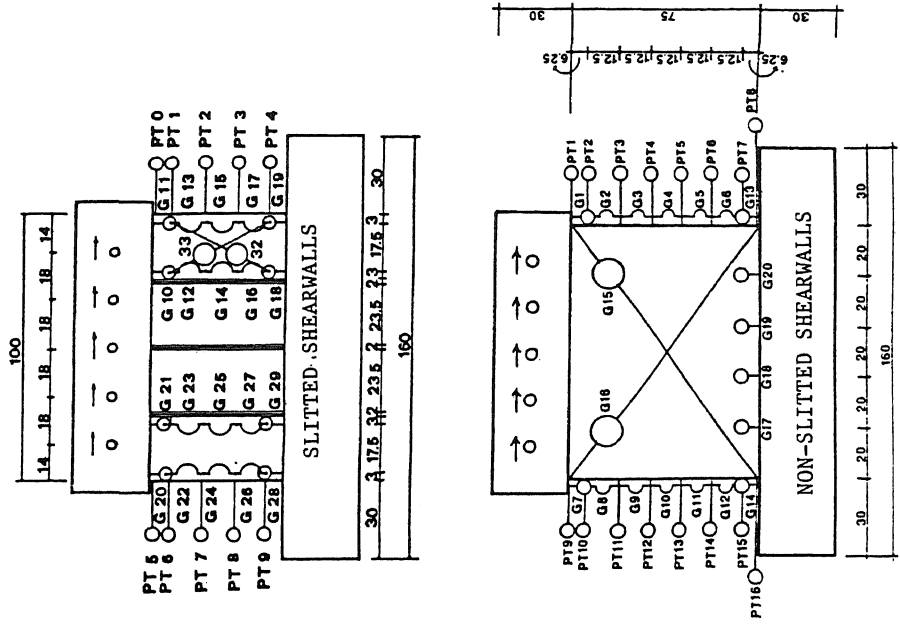 30
75
30
6.25
12.5
12.5
12.5
12.5
12.5
6.25
PT 0
PT 1
PT 2
PT 3
PT 4
G 11
G 13
G 15
G 17
G 19
33
32
14
18
18
18
18
14
100
G 10
G 12
G 14
G 16
G 18
G 21
G 23
G 25
G 27
G 29
G 20
G 22
G 24
G 26
G 28
PT 5
PT 6
PT 7
PT 8
PT 9
SLITTED SHEARWALLS
30
3
17.5
2,3
23.5
2
23.5
3,2
17.5
3
30
160
PT1
PT2
PT3
PT4
PT5
PT6
PT7
PT8
G1
G2
G3
G4
G5
G6
G13
G15
G16
G20
G19
G18
G17
G7
G8
G9
G10
G11
G12
G14
PT9
PT10
PT11
PT12
PT13
PT14
PT15
PT16
NON-SLITTED SHEARWALLS
30
20
20
20
20
20
30
160